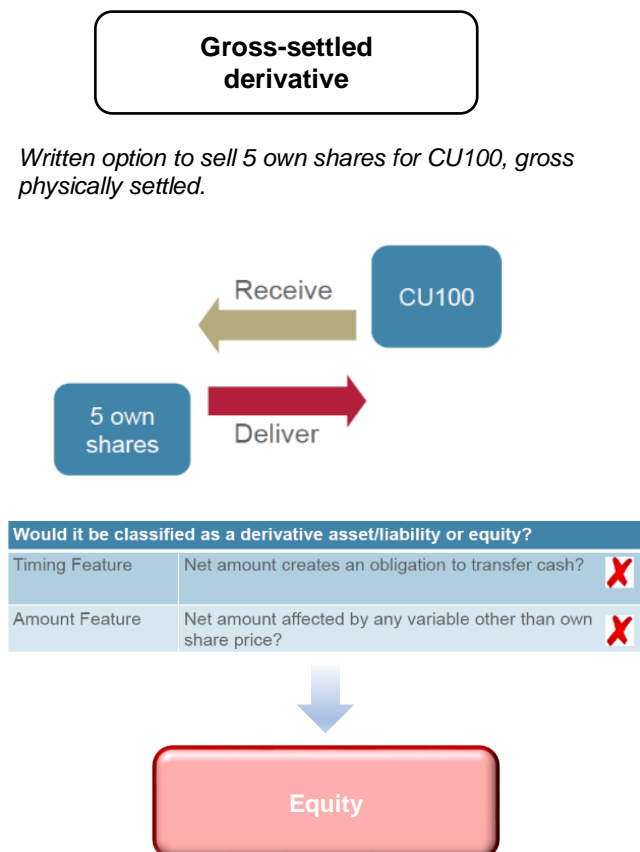 Gross-settled
derivative
Written option to sell 5 own shares for CU100, gross
physically settled.
Receive
CU100
5 own
shares
Deliver
Would it be classified as a derivative asset/liability or equity?
Timing Feature Net amount creates an obligation to transfer cash? ✘
Amount Feature Net amount affected by any variable other than own
share price? ✘
Equity